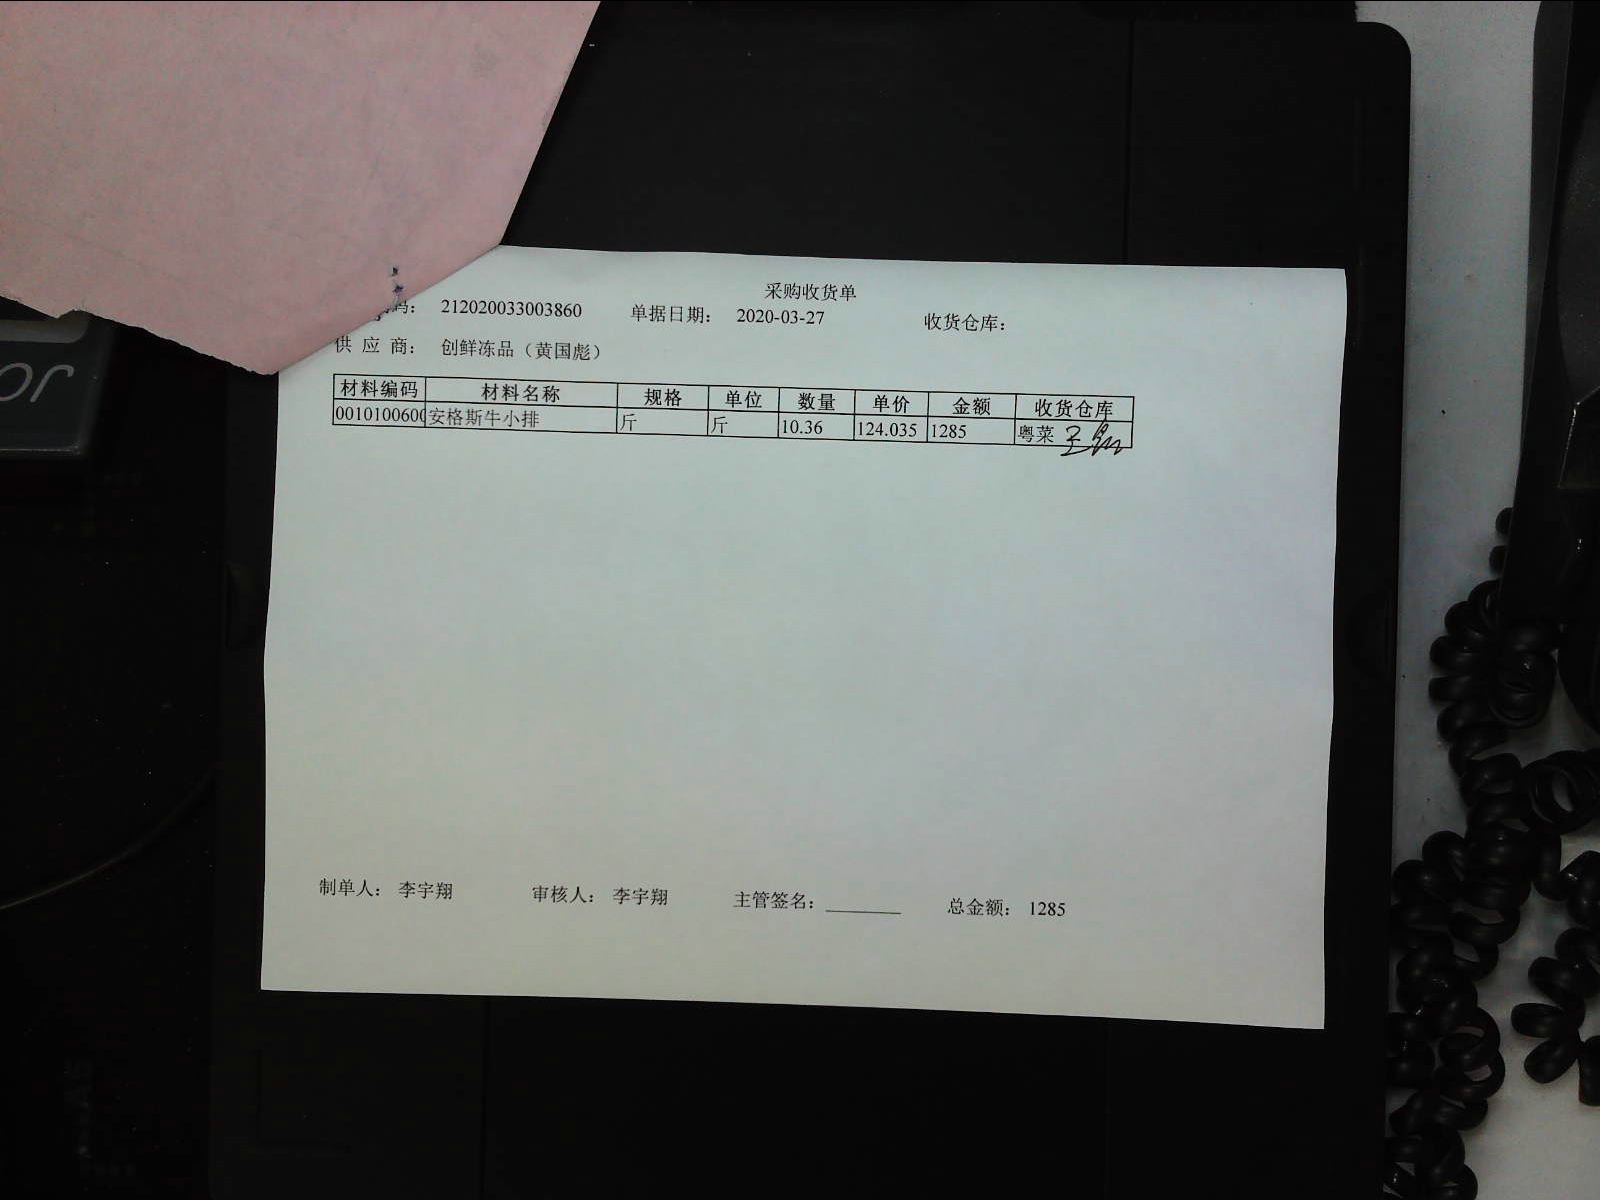 采购收货单
码： 212020033003860 单据日期： 2020-03-27 收货仓库：
供 应 商： 创鲜冻品（黄国彪）
材料编码 材料名称 规格 单位 数量 单价 金额 收货仓库
0010100600 安格斯牛小排 斤 斤 10.36 124.035 1285 粤菜
制单人： 李宇翔 审核人： 李宇翔 主管签名： 总金额： 1285